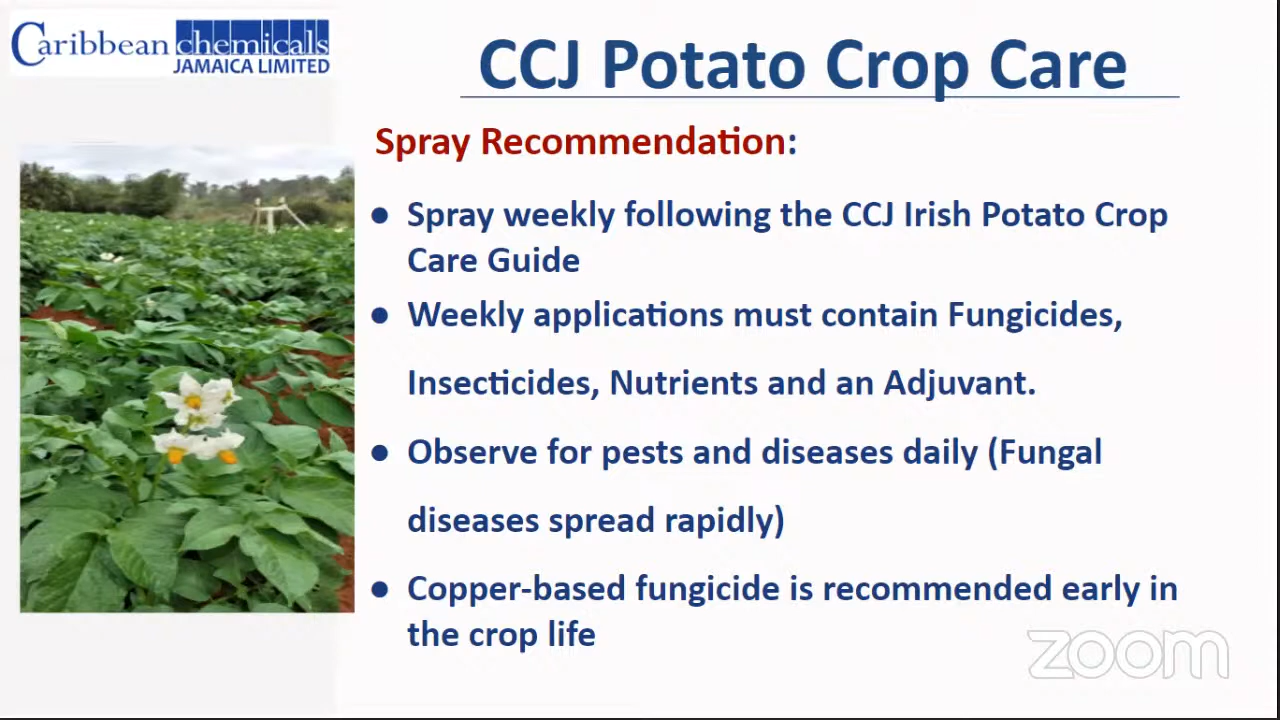 Caribbean chemicals
JAMAICA LIMITED
CCJ Potato Crop Care
Spray Recommendation:
● Spray weekly following the CCJ Irish Potato Crop
Care Guide
● Weekly applications must contain Fungicides,
Insecticides, Nutrients and an Adjuvant.
● Observe for pests and diseases daily (Fungal
diseases spread rapidly)
● Copper-based fungicide is recommended early in
the crop life
zoom